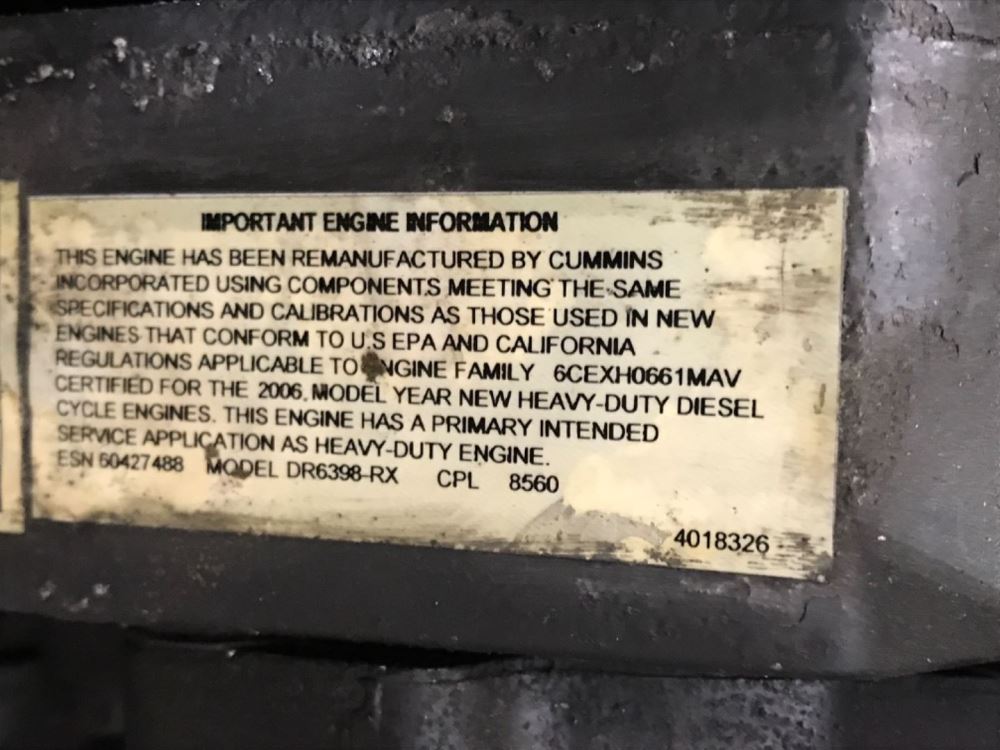 IMPORTANT ENGINE INFORMATION
THIS ENGINE HAS BEEN REMANUFACTURED BY CUMMINS
INCORPORATED USING COMPONENTS MEETING THE SAME
SPECIFICATIONS AND CALIBRATIONS AS THOSE USED IN NEW
ENGINES THAT CONFORM TO U.S EPA AND CALIFORNIA
REGULATIONS APPLICABLE TO ENGINE FAMILY 6CEXH0661MAV
CERTIFIED FOR THE 2006 MODEL YEAR NEW HEAVY-DUTY DIESEL
CYCLE ENGINES. THIS ENGINE HAS A PRIMARY INTENDED
SERVICE APPLICATION AS HEAVY-DUTY ENGINE.
ESN 60427488 MODEL DR6398-RX CPL 8560
4018326